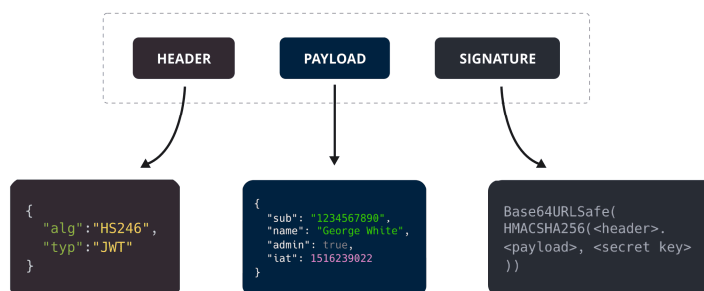 HEADER
PAYLOAD
SIGNATURE
{
"alg":"HS246",
"typ":"JWT"
}
{
"sub": "1234567890",
"name": "George White",
"admin": true,
"iat": 1516239022
}
Base64URLSafe(
HMACSHA256(<header>.
<payload>, <secret key>
))